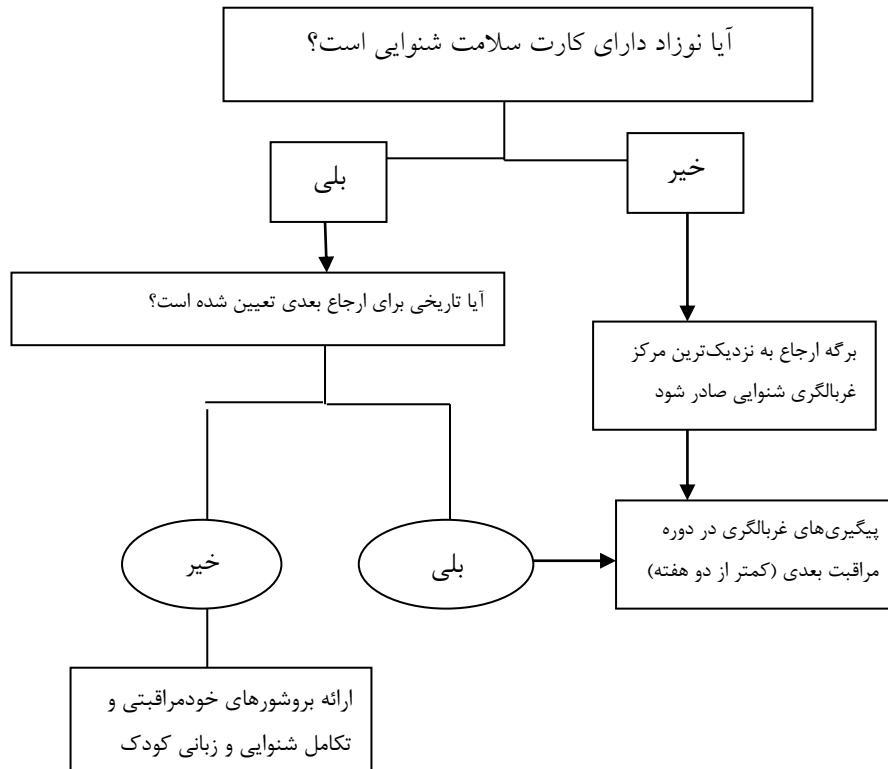 آیا نوزاد دارای کارت سلامت شنوایی است؟
خیر
بلی
آیا تاریخی برای ارجاع بعدی تعیین شده است؟
برگه ارجاع به نزدیک‌ترین مرکز
غربالگری شنوایی صادر شود
پیگیری‌های غربالگری در دوره
مراقبت بعدی (کمتر از دو هفته)
بلی
خیر
ارائه بروشورهای خودمراقبتی و
تکامل شنوایی و زبانی کودک